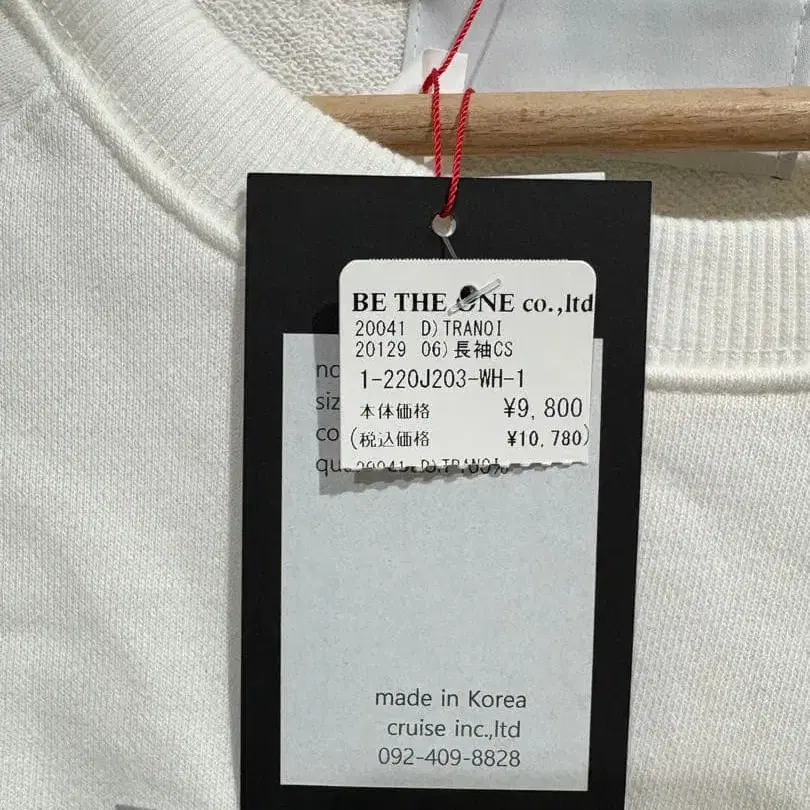 BE THE ONE co.,ltd
20041 D)TRANOI
20129 06)長袖CS
1-220J203-WH-1
本体価格 ¥9,800
(税込価格 ¥10,780)
20041 D)TRANOI
made in Korea
cruise inc.,ltd
092-409-8828